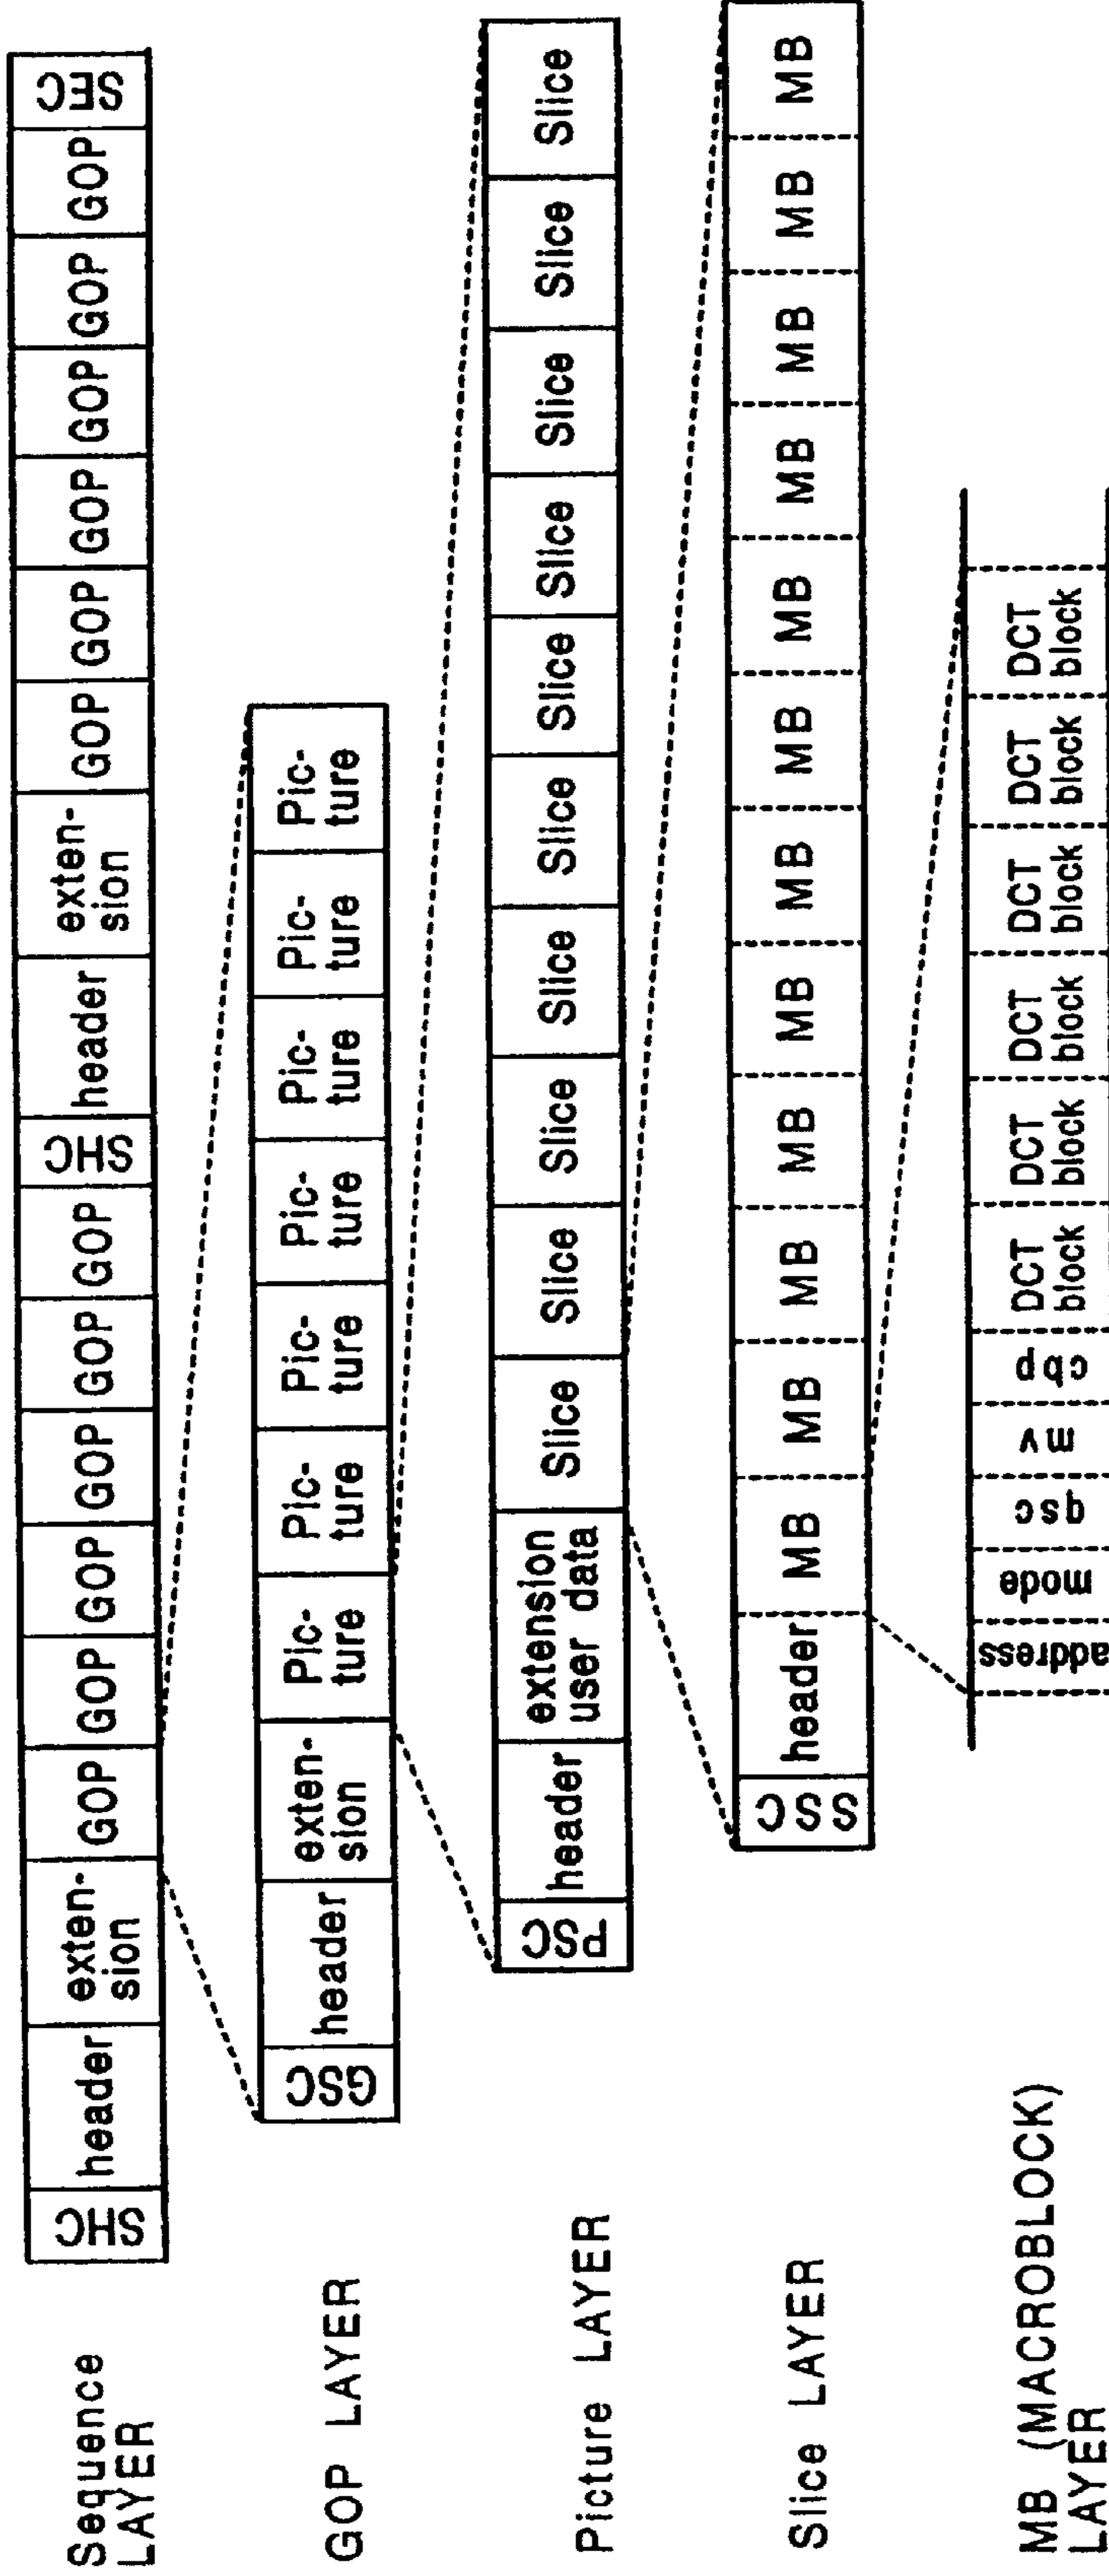 Sequence
LAYER
SHC
header
exten-
sion
GOP
GOP
GOP
GOP
GOP
GOP
SHC
header
exten-
sion
GOP
GOP
GOP
GOP
GOP
GOP
SEC
GOP LAYER
GSC
header
exten-
sion
Pic-
ture
Pic-
ture
Pic-
ture
Pic-
ture
Pic-
ture
Pic-
ture
Pic-
ture
Picture LAYER
PSC
header
extension
user data
Slice
Slice
Slice
Slice
Slice
Slice
Slice
Slice
Slice
Slice
Slice LAYER
SSC
header
MB
MB
MB
MB
MB
MB
MB
MB
MB
MB
MB
MB
MB (MACROBLOCK)
LAYER
address
mode
qsc
mv
cbp
DCT
block
DCT
block
DCT
block
DCT
block
DCT
block
DCT
block